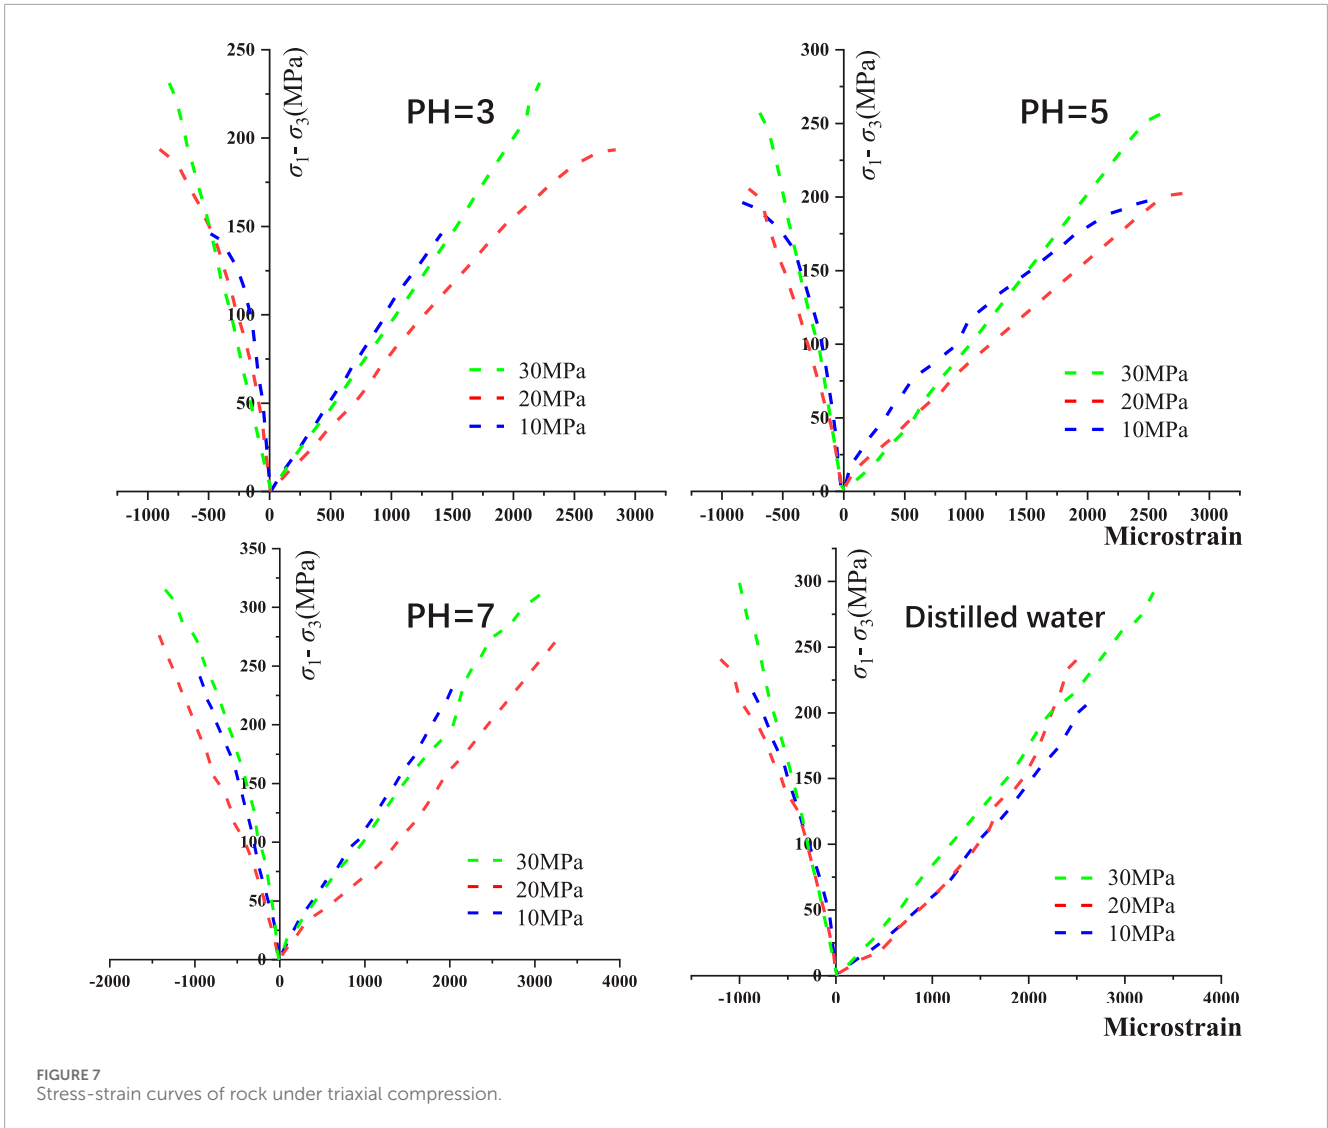 250
200
150
100
50
0
σ1- σ3(MPa)
PH=3
30MPa
20MPa
10MPa
-1000 -500 0 500 1000 1500 2000 2500 3000
300
250
200
150
100
50
0
σ1- σ3(MPa)
PH=5
30MPa
20MPa
10MPa
-1000 -500 0 500 1000 1500 2000 2500 3000
Microstrain
350
300
250
200
150
100
50
0
σ1- σ3(MPa)
PH=7
30MPa
20MPa
10MPa
-2000 -1000 0 1000 2000 3000 4000
300
250
200
150
100
50
0
σ1- σ3(MPa)
Distilled water
30MPa
20MPa
10MPa
-1000 0 1000 2000 3000 4000
Microstrain
FIGURE 7
Stress-strain curves of rock under triaxial compression.